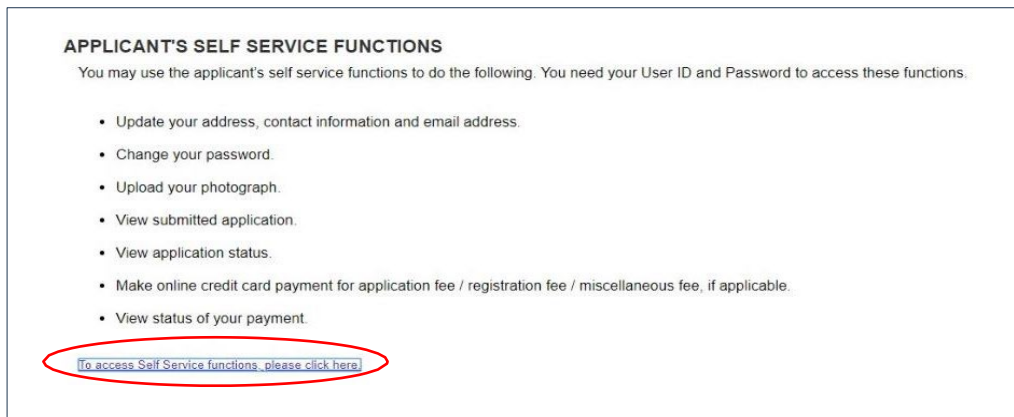 APPLICANT'S SELF SERVICE FUNCTIONS
You may use the applicant's self service functions to do the following. You need your User ID and Password to access these functions.
• Update your address, contact information and email address.
• Change your password.
• Upload your photograph.
• View submitted application.
• View application status.
• Make online credit card payment for application fee / registration fee / miscellaneous fee, if applicable.
• View status of your payment.
To access Self Service functions, please click here.